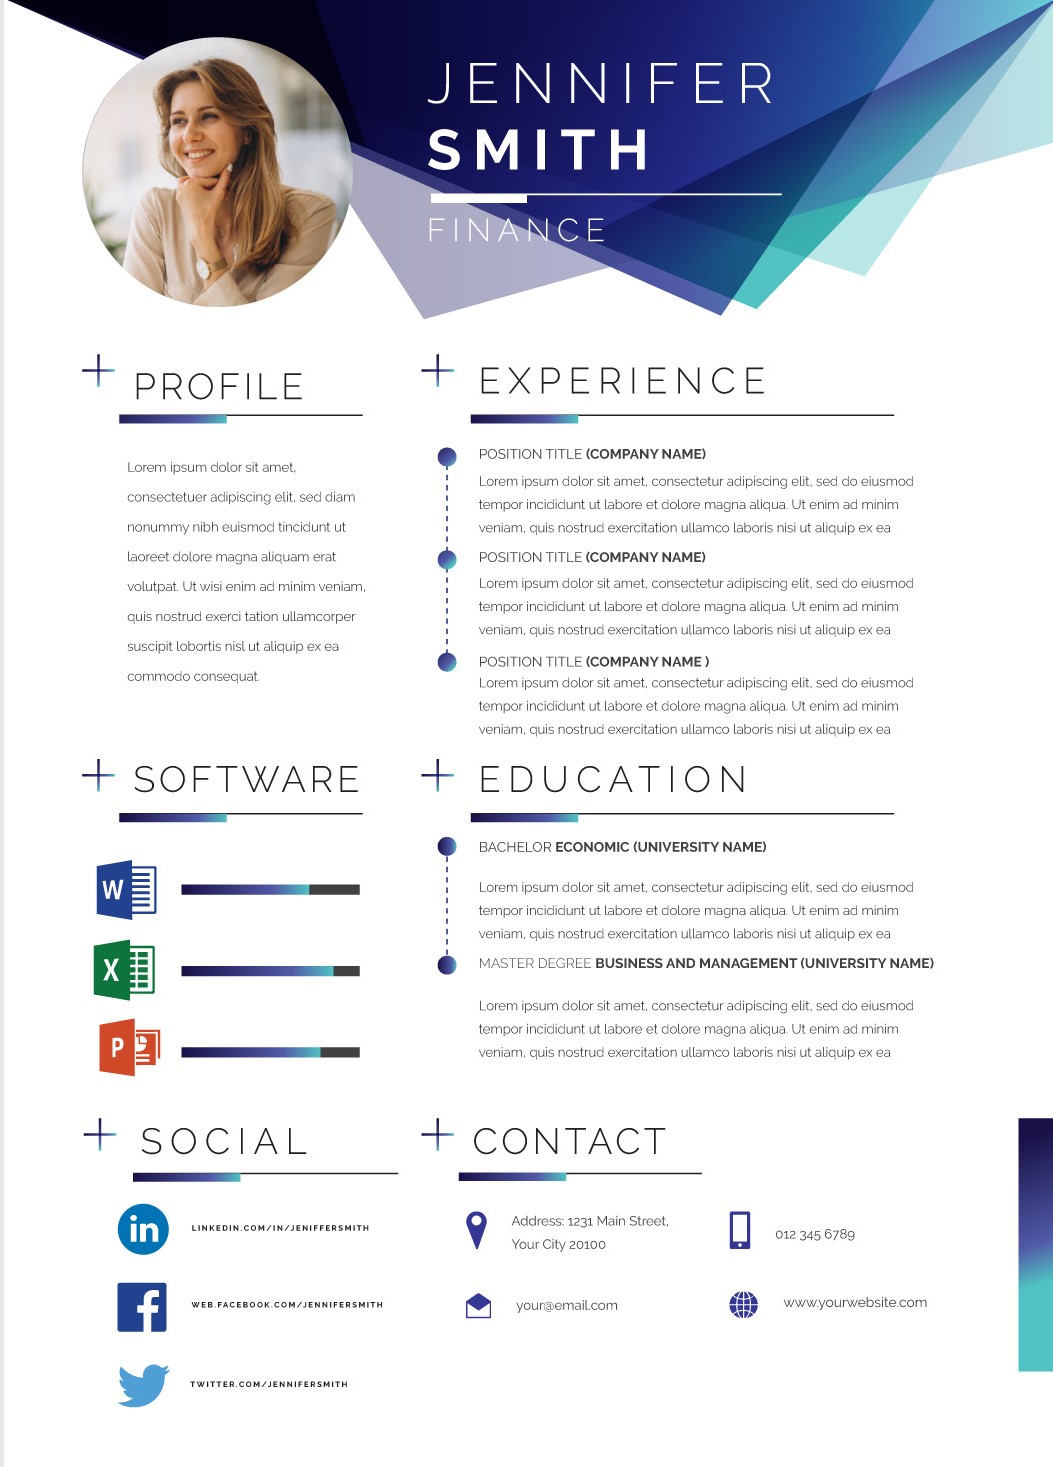 JENNIFER
SMITH
FINANCE
PROFILE
Lorem ipsum dolor sit amet,
consectetuer adipiscing elit, sed diam
nonummy nibh euismod tincidunt ut
laoreet dolore magna aliquam erat
volutpat. Ut wisi enim ad minim veniam,
quis nostrud exerci tation ullamcorper
suscipit lobortis nisl ut aliquip ex ea
commodo consequat.
EXPERIENCE
POSITION TITLE (COMPANY NAME)
Lorem ipsum dolor sit amet, consectetur adipiscing elit, sed do eiusmod
tempor incididunt ut labore et dolore magna aliqua. Ut enim ad minim
veniam, quis nostrud exercitation ullamco laboris nisi ut aliquip ex ea
POSITION TITLE (COMPANY NAME)
Lorem ipsum dolor sit amet, consectetur adipiscing elit, sed do eiusmod
tempor incididunt ut labore et dolore magna aliqua. Ut enim ad minim
veniam, quis nostrud exercitation ullamco laboris nisi ut aliquip ex ea
POSITION TITLE (COMPANY NAME )
Lorem ipsum dolor sit amet, consectetur adipiscing elit, sed do eiusmod
tempor incididunt ut labore et dolore magna aliqua. Ut enim ad minim
veniam, quis nostrud exercitation ullamco laboris nisi ut aliquip ex ea
SOFTWARE
W
X
P
EDUCATION
BACHELOR ECONOMIC (UNIVERSITY NAME)
Lorem ipsum dolor sit amet, consectetur adipiscing elit, sed do eiusmod
tempor incididunt ut labore et dolore magna aliqua. Ut enim ad minim
veniam, quis nostrud exercitation ullamco laboris nisi ut aliquip ex ea
MASTER DEGREE BUSINESS AND MANAGEMENT (UNIVERSITY NAME)
Lorem ipsum dolor sit amet, consectetur adipiscing elit, sed do eiusmod
tempor incididunt ut labore et dolore magna aliqua. Ut enim ad minim
veniam, quis nostrud exercitation ullamco laboris nisi ut aliquip ex ea
SOCIAL
in
LINKEDIN.COM/IN/JENIFFERSMITH
f
WEB.FACEBOOK.COM/JENNIFERSMITH
TWITTER.COM/JENNIFERSMITH
CONTACT
Address: 1231 Main Street,
Your City 20100
012 345 6789
your@email.com
www.yourwebsite.com